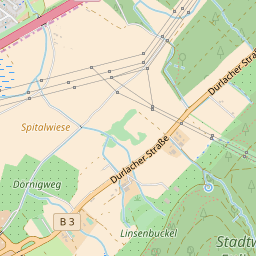 Durlacher Straße
Spitalwiese
Durlacher-Straße
Dornigweg
B 3
Linsenbuckel
Stadtw